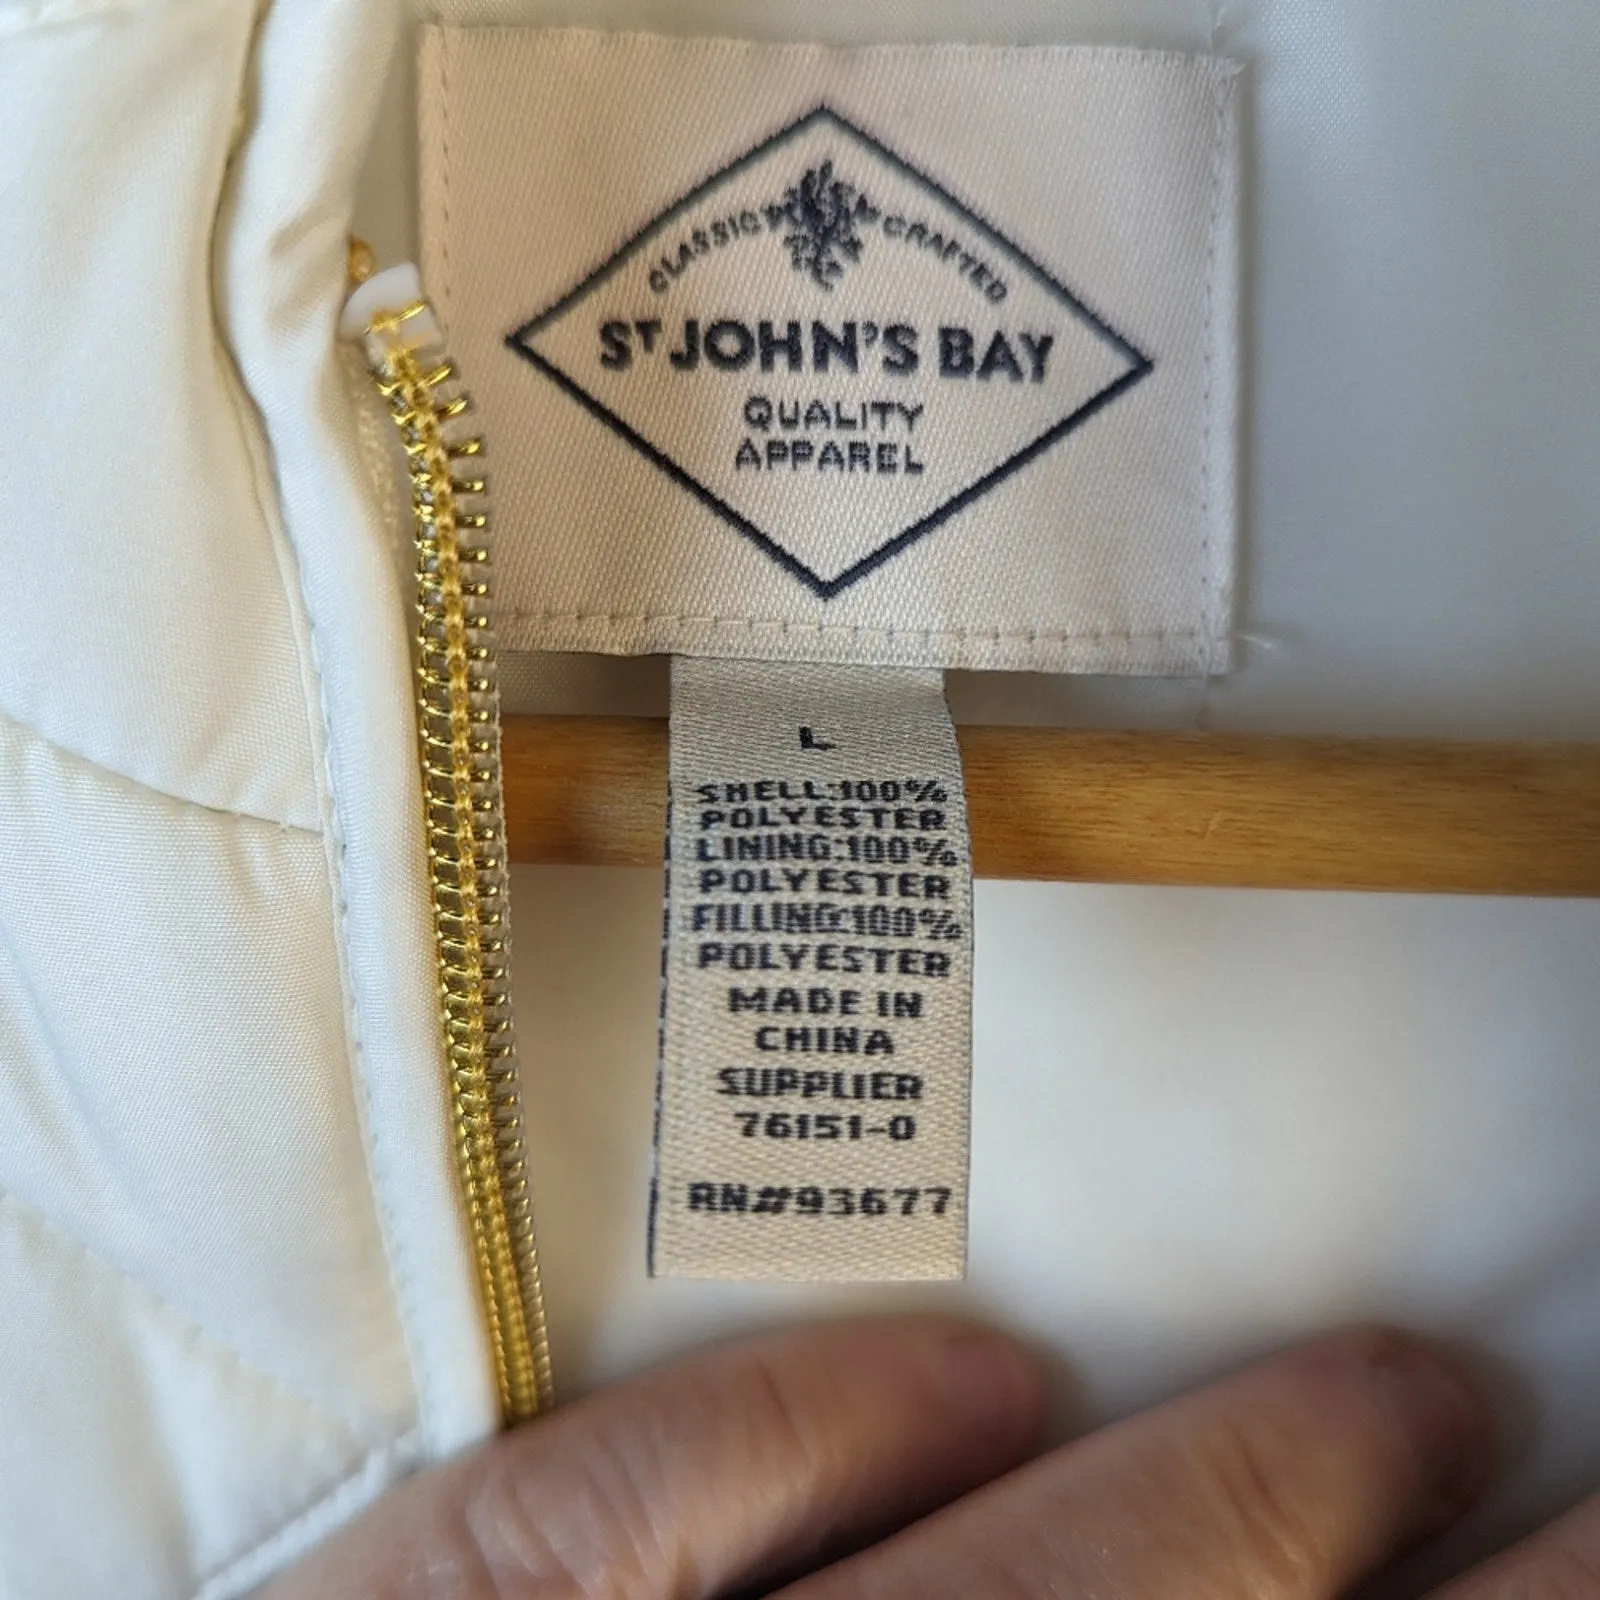 CLASSIC CRAFTED
ST JOHN'S BAY
QUALITY
APPAREL
L
SHELL:100%
POLYESTER
LINING:100%
POLYESTER
FILLING:100%
POLYESTER
MADE IN
CHINA
SUPPLIER
76151-0
RN#93677